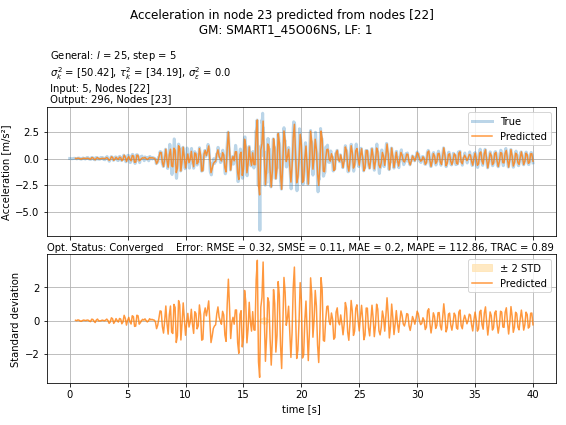 Acceleration in node 23 predicted from nodes [22]
GM: SMART1_45O06NS, LF: 1
General: l = 25, step = 5
σ²ₖ = [50.42], τ²ₖ = [34.19], σ²ε = 0.0
Input: 5, Nodes [22]
Output: 296, Nodes [23]
True
Predicted
Acceleration [m/s²]
2.5
0.0
−2.5
−5.0
Opt. Status: Converged Error: RMSE = 0.32, SMSE = 0.11, MAE = 0.2, MAPE = 112.86, TRAC = 0.89
± 2 STD
Predicted
Standard deviation
2
0
−2
0 5 10 15 20 25 30 35 40
time [s]